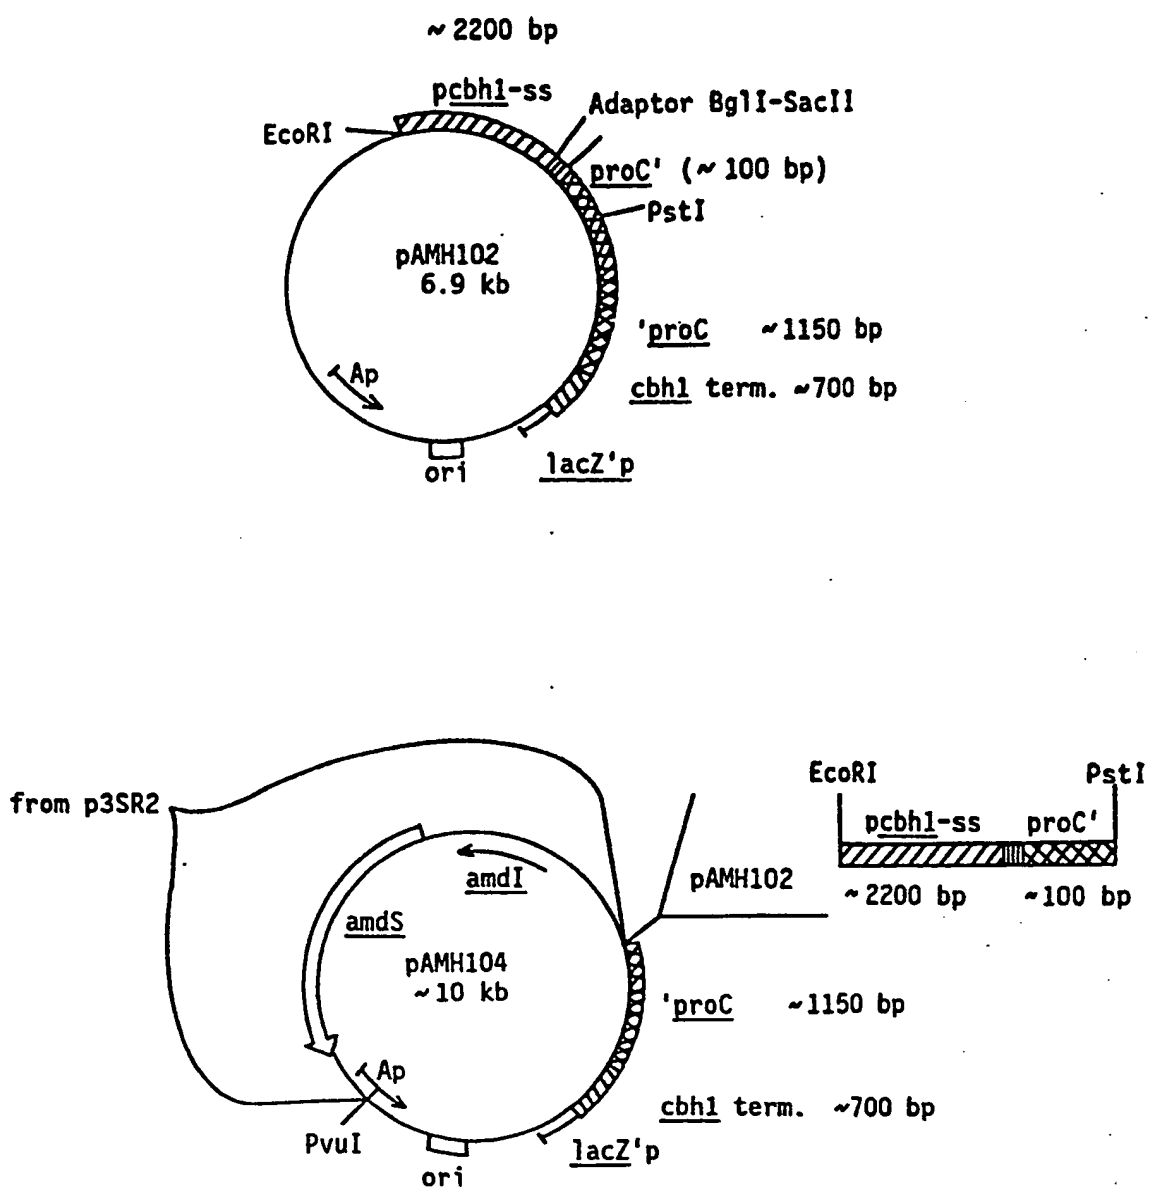 ~2200 bp
pcbh1-ss
Adaptor BglI-SacII
EcoRI
proC' (~100 bp)
PstI
pAMH102
6.9 kb
'proC ~1150 bp
Ap
cbh1 term. ~700 bp
ori
lacZ'p
EcoRI
PstI
from p3SR2
pcbh1-ss proC'
amdI
pAMH102
~2200 bp ~100 bp
amdS
pAMH104
~10 kb
'proC ~1150 bp
Ap
cbh1 term. ~700 bp
PvuI
lacZ'p
ori